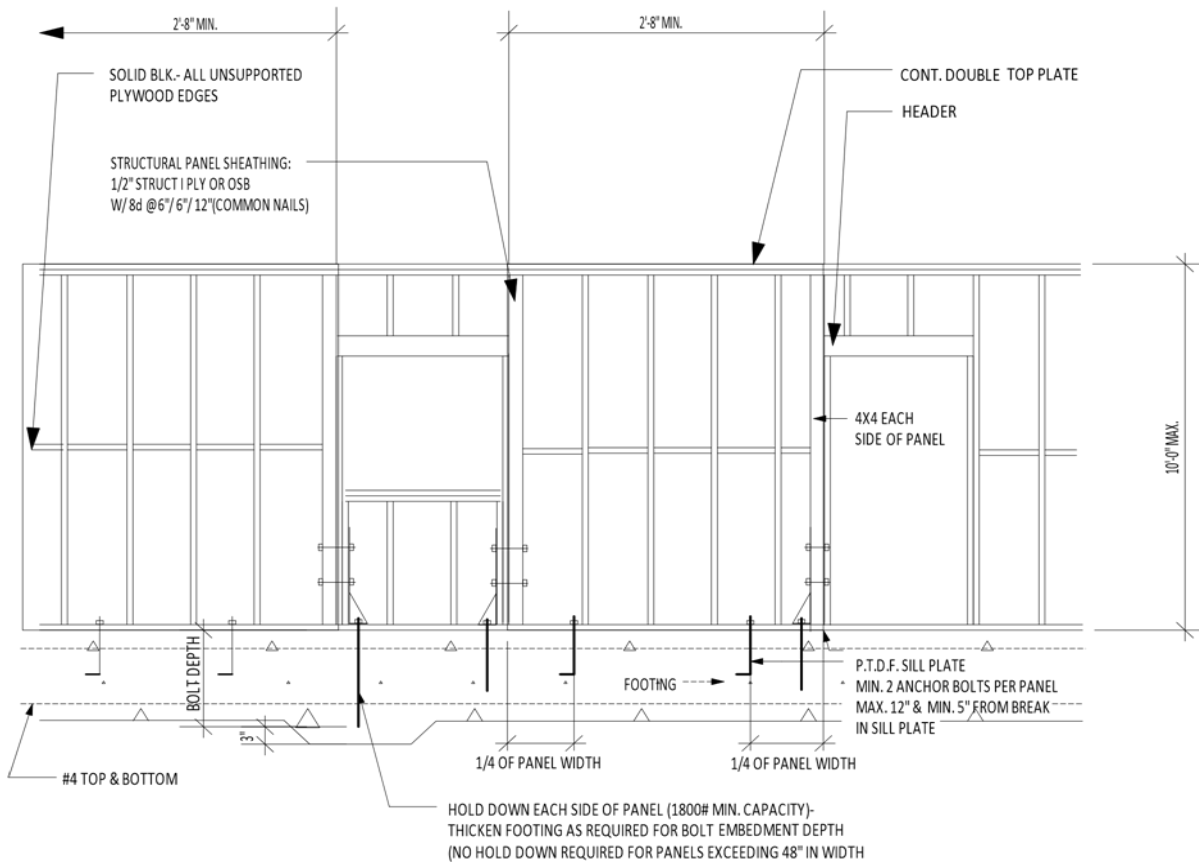 2'-8" MIN.
2'-8" MIN.
SOLID BLK.- ALL UNSUPPORTED
PLYWOOD EDGES
CONT. DOUBLE TOP PLATE
HEADER
STRUCTURAL PANEL SHEATHING:
1/2" STRUCT I PLY OR OSB
W/ 8d @6"/ 6"/ 12"(COMMON NAILS)
4X4 EACH
SIDE OF PANEL
10'-0" MAX.
BOLT DEPTH
3"
FOOTING
P.T.D.F. SILL PLATE
MIN. 2 ANCHOR BOLTS PER PANEL
MAX. 12" & MIN. 5" FROM BREAK
IN SILL PLATE
1/4 OF PANEL WIDTH
1/4 OF PANEL WIDTH
#4 TOP & BOTTOM
HOLD DOWN EACH SIDE OF PANEL (1800# MIN. CAPACITY)-
THICKEN FOOTING AS REQUIRED FOR BOLT EMBEDMENT DEPTH
(NO HOLD DOWN REQUIRED FOR PANELS EXCEEDING 48" IN WIDTH